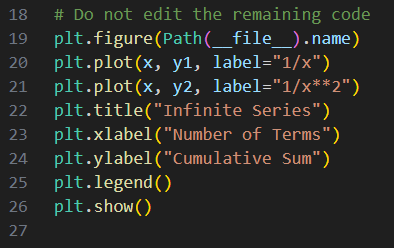 18 # Do not edit the remaining code
19 plt.figure(Path(__file__).name)
20 plt.plot(x, y1, label="1/x")
21 plt.plot(x, y2, label="1/x**2")
22 plt.title("Infinite Series")
23 plt.xlabel("Number of Terms")
24 plt.ylabel("Cumulative Sum")
25 plt.legend()
26 plt.show()
27